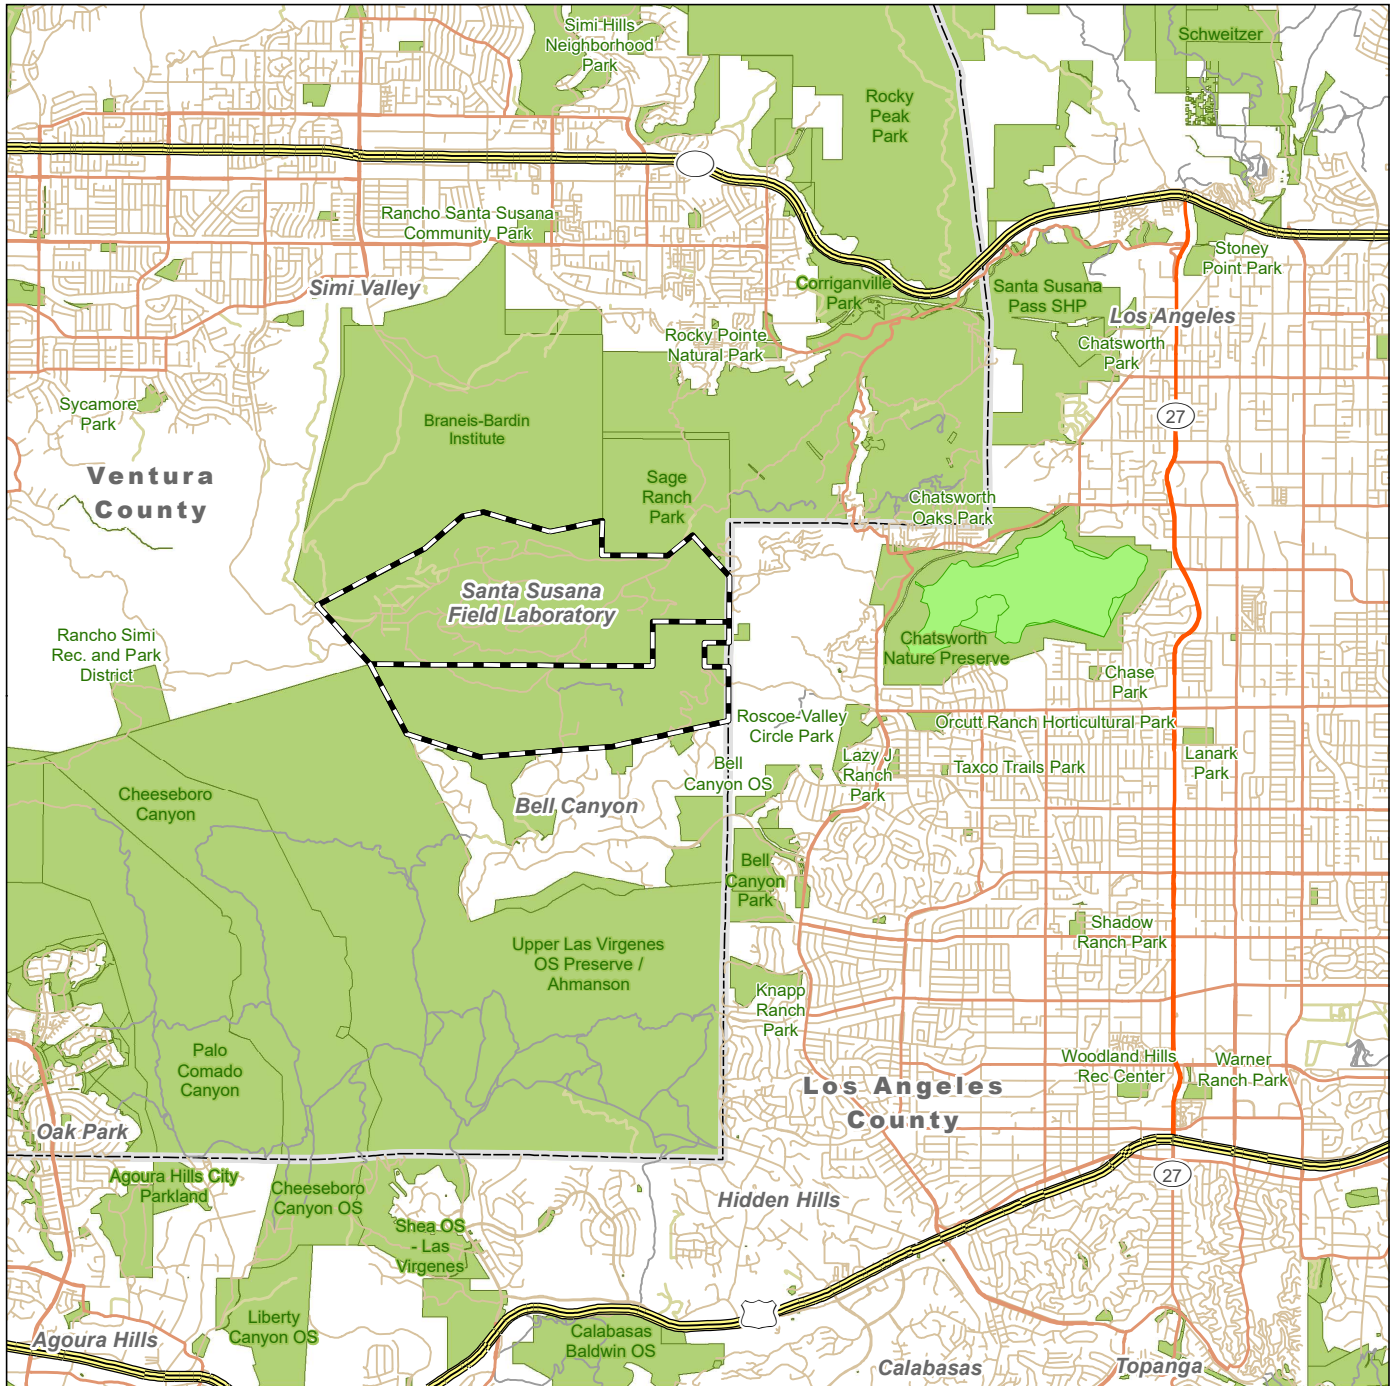 Simi Hills
Neighborhood
Park
Schweitzer
Rocky
Peak
Park
Rancho Santa Susana
Community Park
Simi Valley
Stoney
Point Park
Corriganville
Park
Santa Susana
Pass SHP
Los Angeles
Rocky Pointe
Natural Park
Chatsworth
Park
Sycamore
Park
27
Braneis-Bardin
Institute
Ventura
County
Sage
Ranch
Park
Chatsworth
Oaks Park
Santa Susana
Field Laboratory
Rancho Simi
Rec. and Park
District
Chatsworth
Nature Preserve
Chase
Park
Roscoe-Valley
Circle Park
Orcutt Ranch Horticultural Park
Bell
Canyon OS
Lazy J
Ranch
Park
Taxco Trails Park
Lanark
Park
Cheeseboro
Canyon
Bell Canyon
Bell
Canyon
Park
Shadow
Ranch Park
Upper Las Virgenes
OS Preserve /
Ahmanson
Knapp
Ranch
Park
Palo
Comado
Canyon
Woodland Hills
Rec Center
Warner
Ranch Park
Los Angeles
County
Oak Park
Agoura Hills City
Parkland
Cheeseboro
Canyon OS
Hidden Hills
27
Shea OS
- Las
Virgenes
Liberty
Canyon OS
Calabasas
Baldwin OS
Agoura Hills
Calabasas
Topanga